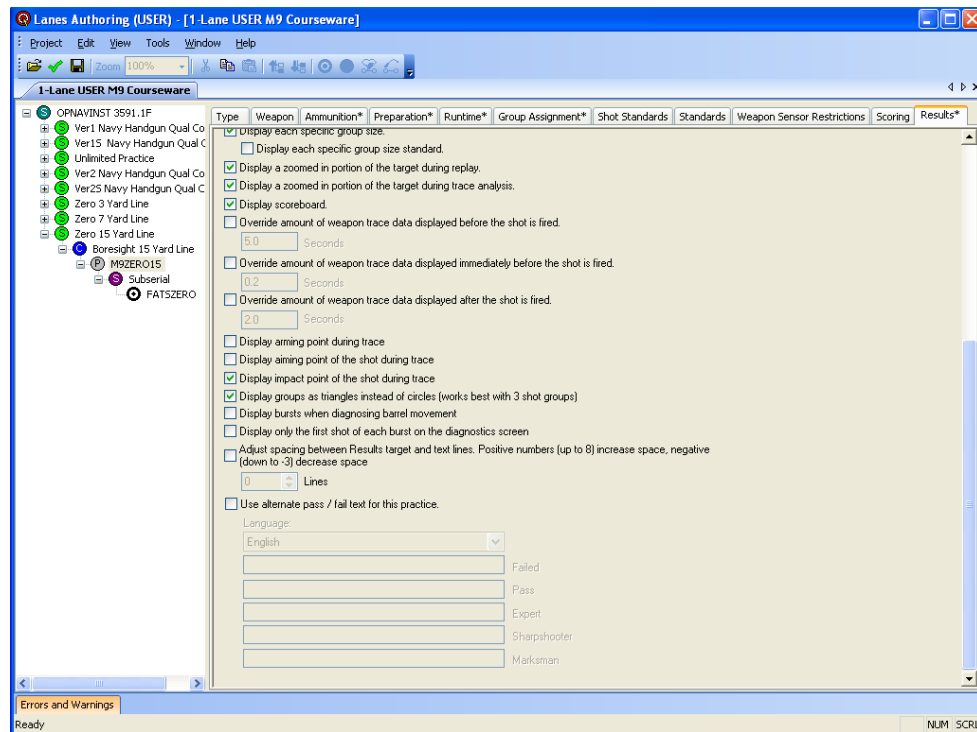 Lanes Authoring (USER) - [1-Lane USER M9 Courseware]
Project Edit View Tools Window Help
Zoom 100%
1-Lane USER M9 Courseware
OPNAVINST 3591.1F
Ver1 Navy Handgun Qual Co
Ver1S Navy Handgun Qual C
Unlimited Practice
Ver2 Navy Handgun Qual Co
Ver2S Navy Handgun Qual C
Zero 3 Yard Line
Zero 7 Yard Line
Zero 15 Yard Line
Boresight 15 Yard Line
M9ZERO15
Subserial
FATSZERO
Type Weapon Ammunition* Preparation* Runtime* Group Assignment* Shot Standards Standards Weapon Sensor Restrictions Scoring Results*
Display each specific group size.
Display each specific group size standard.
Display a zoomed in portion of the target during replay.
Display a zoomed in portion of the target during trace analysis.
Display scoreboard.
Override amount of weapon trace data displayed before the shot is fired.
5.0 Seconds
Override amount of weapon trace data displayed immediately before the shot is fired.
0.2 Seconds
Override amount of weapon trace data displayed after the shot is fired.
2.0 Seconds
Display arming point during trace
Display aiming point of the shot during trace
Display impact point of the shot during trace
Display groups as triangles instead of circles (works best with 3 shot groups)
Display bursts when diagnosing barrel movement
Display only the first shot of each burst on the diagnostics screen
Adjust spacing between Results target and text lines. Positive numbers (up to 8) increase space, negative
(down to -3) decrease space
0 Lines
Use alternate pass / fail text for this practice.
Language:
English
Failed
Pass
Expert
Sharpshooter
Marksman
Errors and Warnings
Ready NUM SCRL